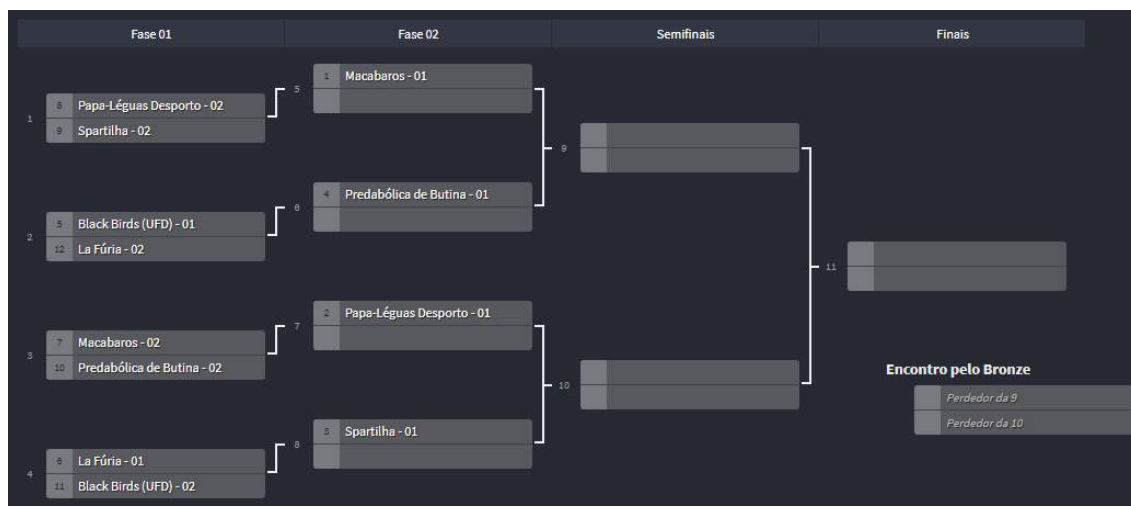 Fase 01 Fase 02 Semifinais Finais
1
8 Papa-Léguas Desporto - 02
9 Spartilha - 02
2
5 Black Birds (UFD) - 01
12 La Fúria - 02
3
7 Macabaros - 02
10 Predabólica de Butina - 02
4
6 La Fúria - 01
11 Black Birds (UFD) - 02
5
1 Macabaros - 01
6
4 Predabólica de Butina - 01
7
2 Papa-Léguas Desporto - 01
8
3 Spartilha - 01
9
10
11
Encontro pelo Bronze
Perdedor da 9
Perdedor da 10